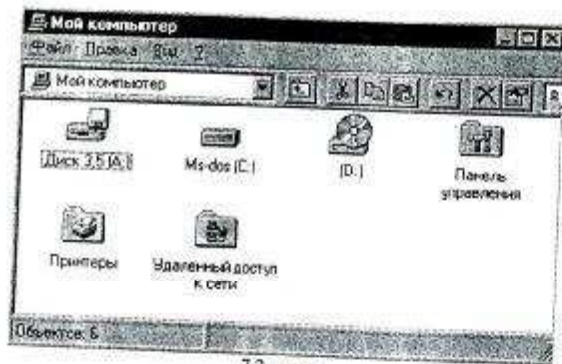 Мой компьютер
Файл Правка Вид ?
Мой компьютер
Диск 3,5 (A:)
Ms-dos (C:)
(D:)
Панель
управления
Принтеры
Удаленный доступ
к сети
Объектов: 6